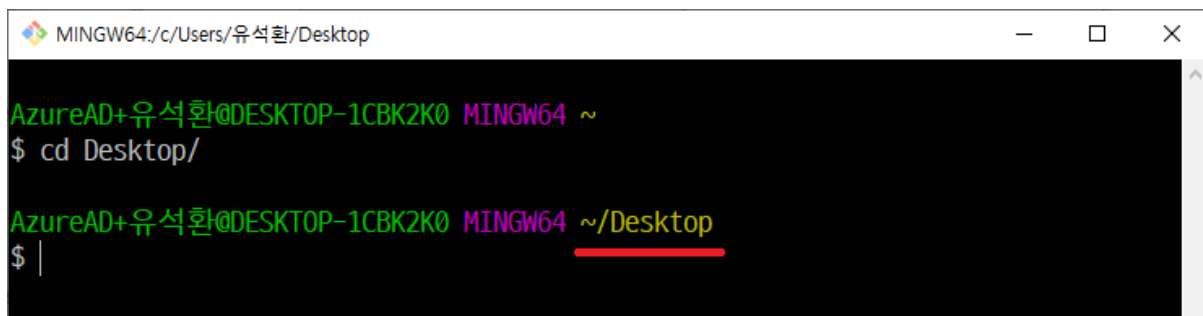 MINGW64:/c/Users/유석환/Desktop
AzureAD+유석환@DESKTOP-1CBK2K0 MINGW64 ~
$ cd Desktop/
AzureAD+유석환@DESKTOP-1CBK2K0 MINGW64 ~/Desktop
$